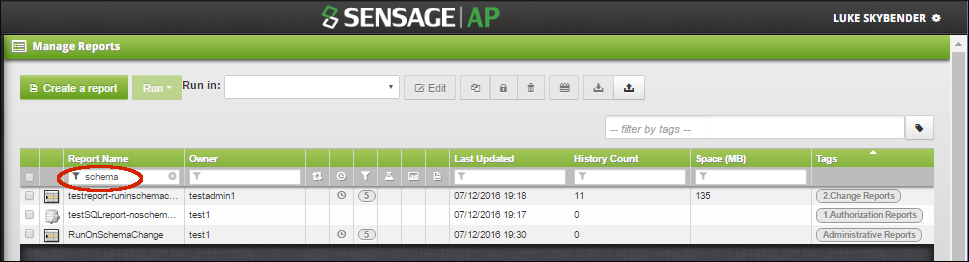 SENSAGE AP
LUKE SKYBENDER
Manage Reports
Create a report Run Run in: Edit
-- filter by tags --
Report Name Owner Last Updated History Count Space (MB) Tags
schema
testreport-runinschemac... testadmin1 5 07/12/2016 19:18 11 135 2.Change Reports
testSQLreport-noschem... test1 07/12/2016 19:17 0 1.Authorization Reports
RunOnSchemaChange test1 5 07/12/2016 19:30 0 Administrative Reports